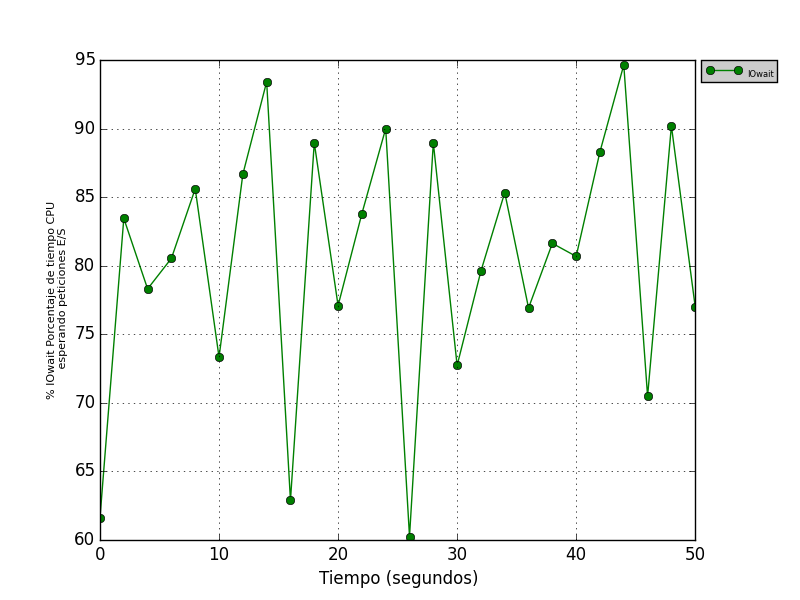 95
90
85
80
75
70
65
60
0 10 20 30 40 50
% IOwait Porcentaje de tiempo CPU
esperando peticiones E/S
Tiempo (segundos)
IOwait